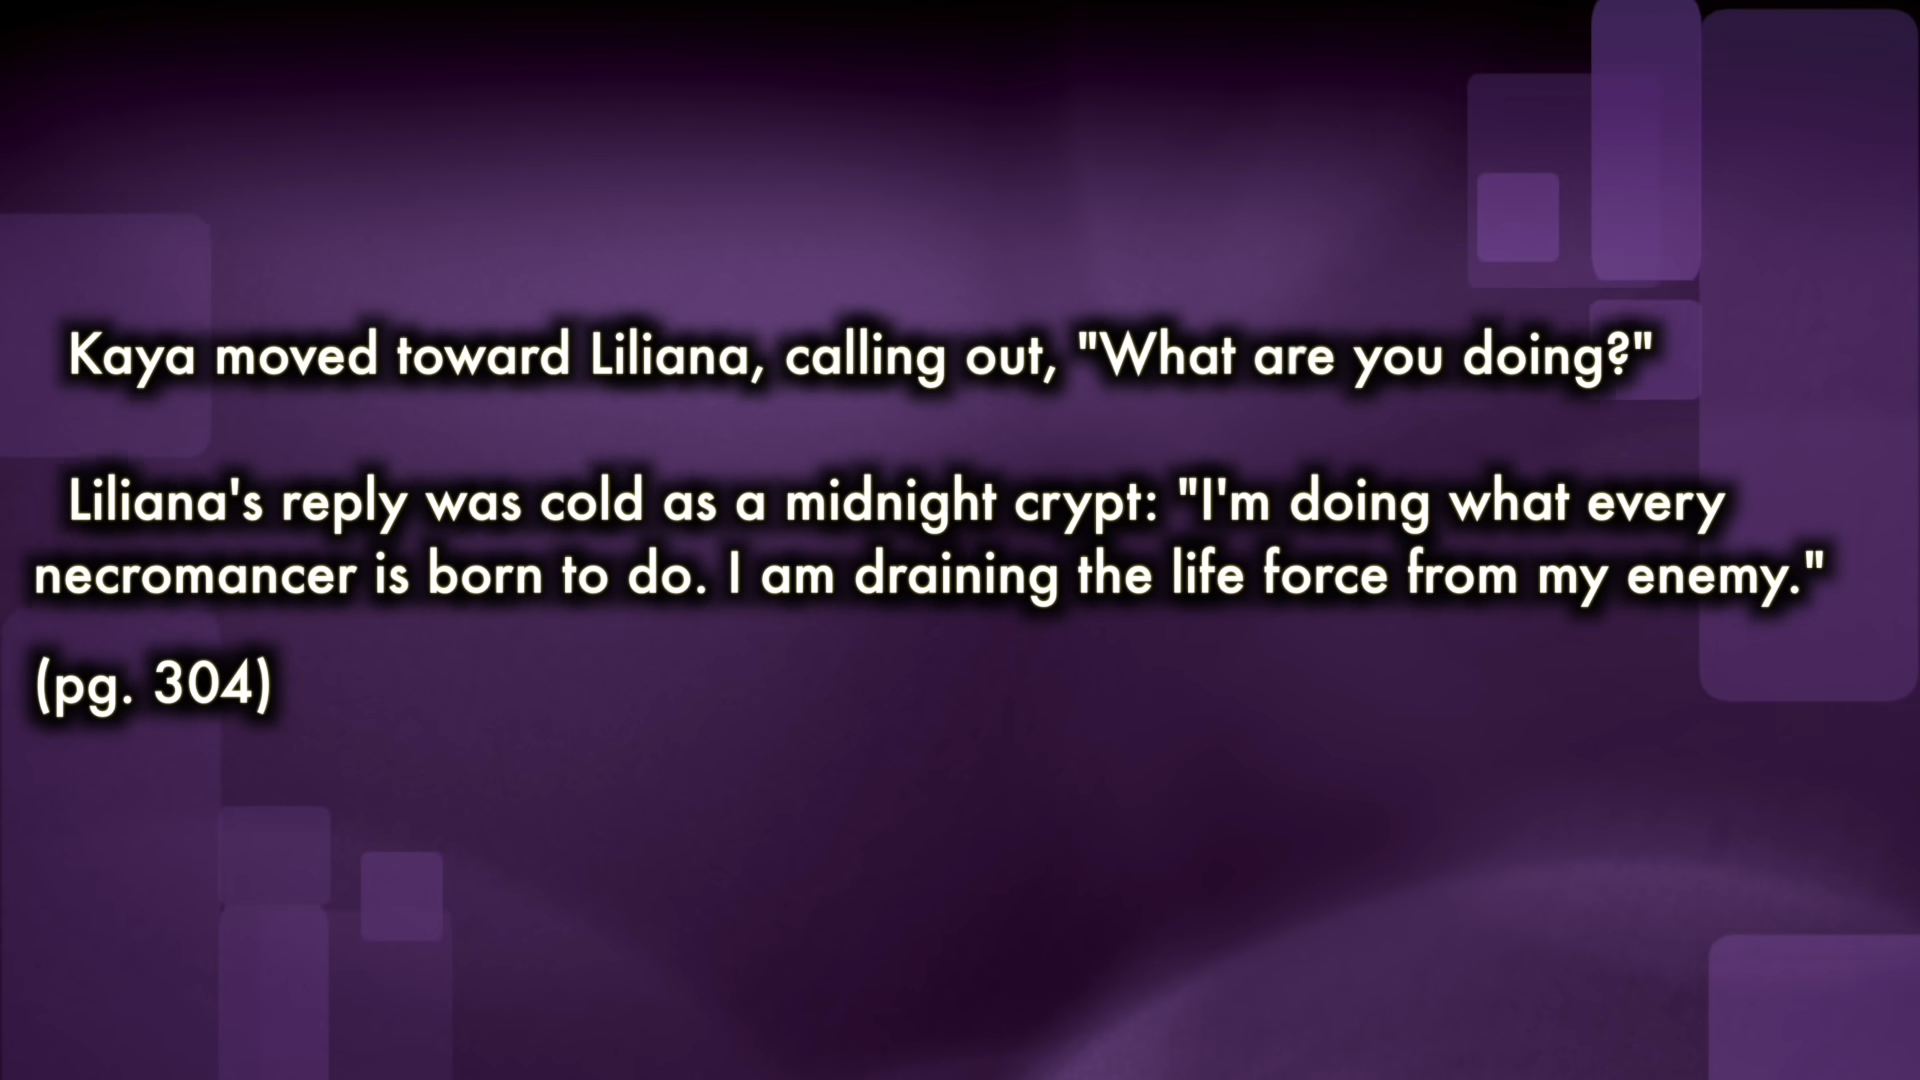 Kaya moved toward Liliana, calling out, "What are you doing?"
Liliana's reply was cold as a midnight crypt: "I'm doing what every
necromancer is born to do. I am draining the life force from my enemy."
(pg. 304)